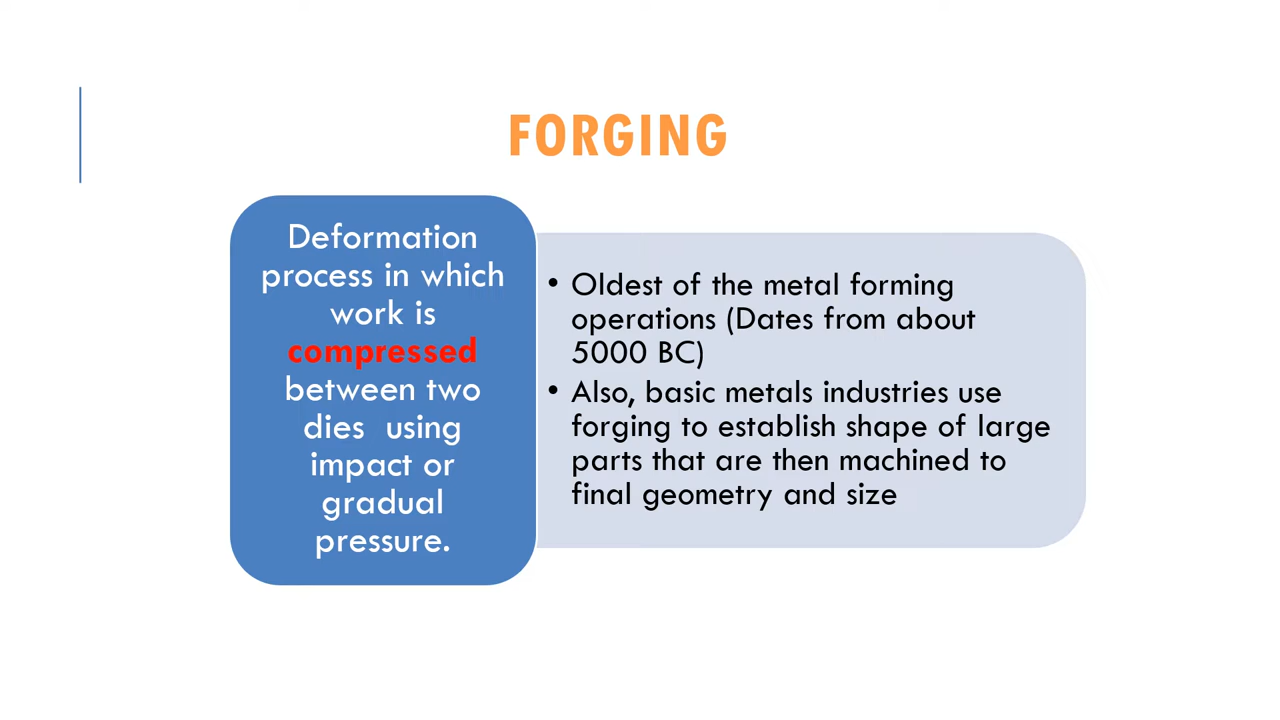 FORGING
Deformation
process in which
work is
compressed
between two
dies  using
impact or
gradual
pressure.
• Oldest of the metal forming
operations (Dates from about
5000 BC)
• Also, basic metals industries use
forging to establish shape of large
parts that are then machined to
final geometry and size